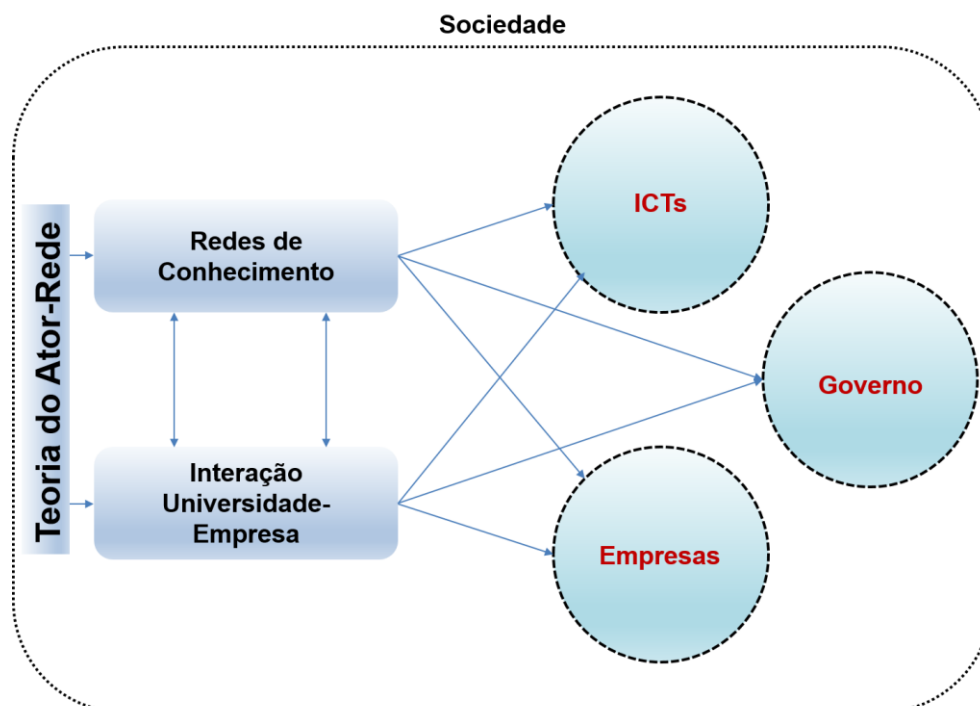 Sociedade
Teoria do Ator-Rede
Redes de
Conhecimento
Interação
Universidade-
Empresa
ICTs
Governo
Empresas